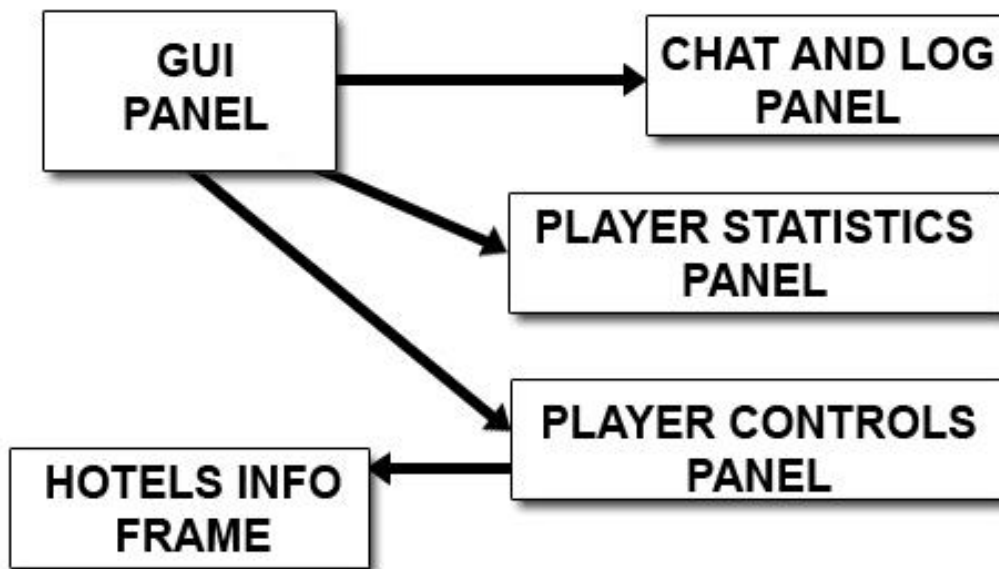 GUI
PANEL
CHAT AND LOG
PANEL
PLAYER STATISTICS
PANEL
PLAYER CONTROLS
PANEL
HOTELS INFO
FRAME